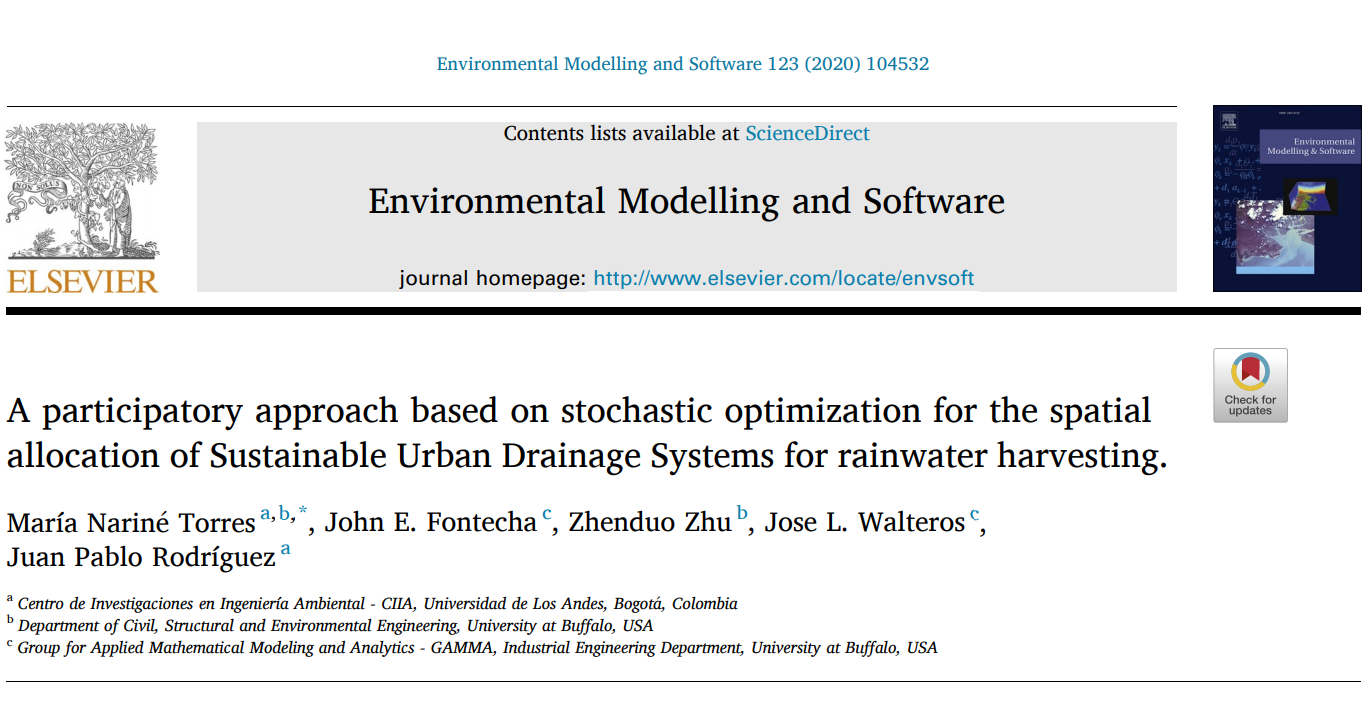 Environmental Modelling and Software 123 (2020) 104532
Contents lists available at ScienceDirect
Environmental Modelling and Software
journal homepage: http://www.elsevier.com/locate/envsoft
NON SOLUS
ELSEVIER
Environmental
Modelling & Software
Check for
updates
A participatory approach based on stochastic optimization for the spatial
allocation of Sustainable Urban Drainage Systems for rainwater harvesting.
María Nariné Torres a,b,*, John E. Fontecha c, Zhenduo Zhu b, Jose L. Walteros c,
Juan Pablo Rodríguez a
a Centro de Investigaciones en Ingeniería Ambiental - CIIA, Universidad de Los Andes, Bogotá, Colombia
b Department of Civil, Structural and Environmental Engineering, University at Buffalo, USA
c Group for Applied Mathematical Modeling and Analytics - GAMMA, Industrial Engineering Department, University at Buffalo, USA